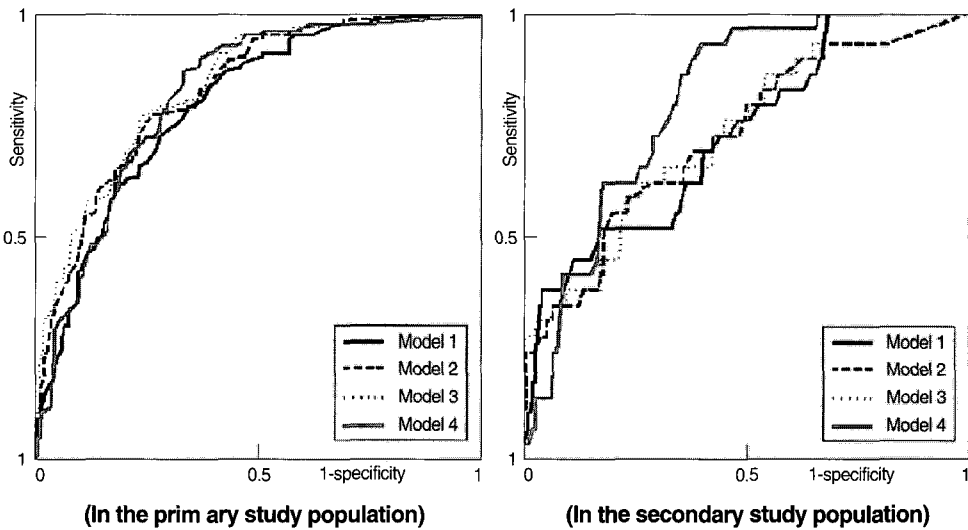 1
Sensitivity
0.5
1
0
0.5
1-specificity
1
Model 1
Model 2
Model 3
Model 4
(In the prim ary study population)
1
Sensitivity
0.5
1
0
0.5
1-specificity
1
Model 1
Model 2
Model 3
Model 4
(In the secondary study population)